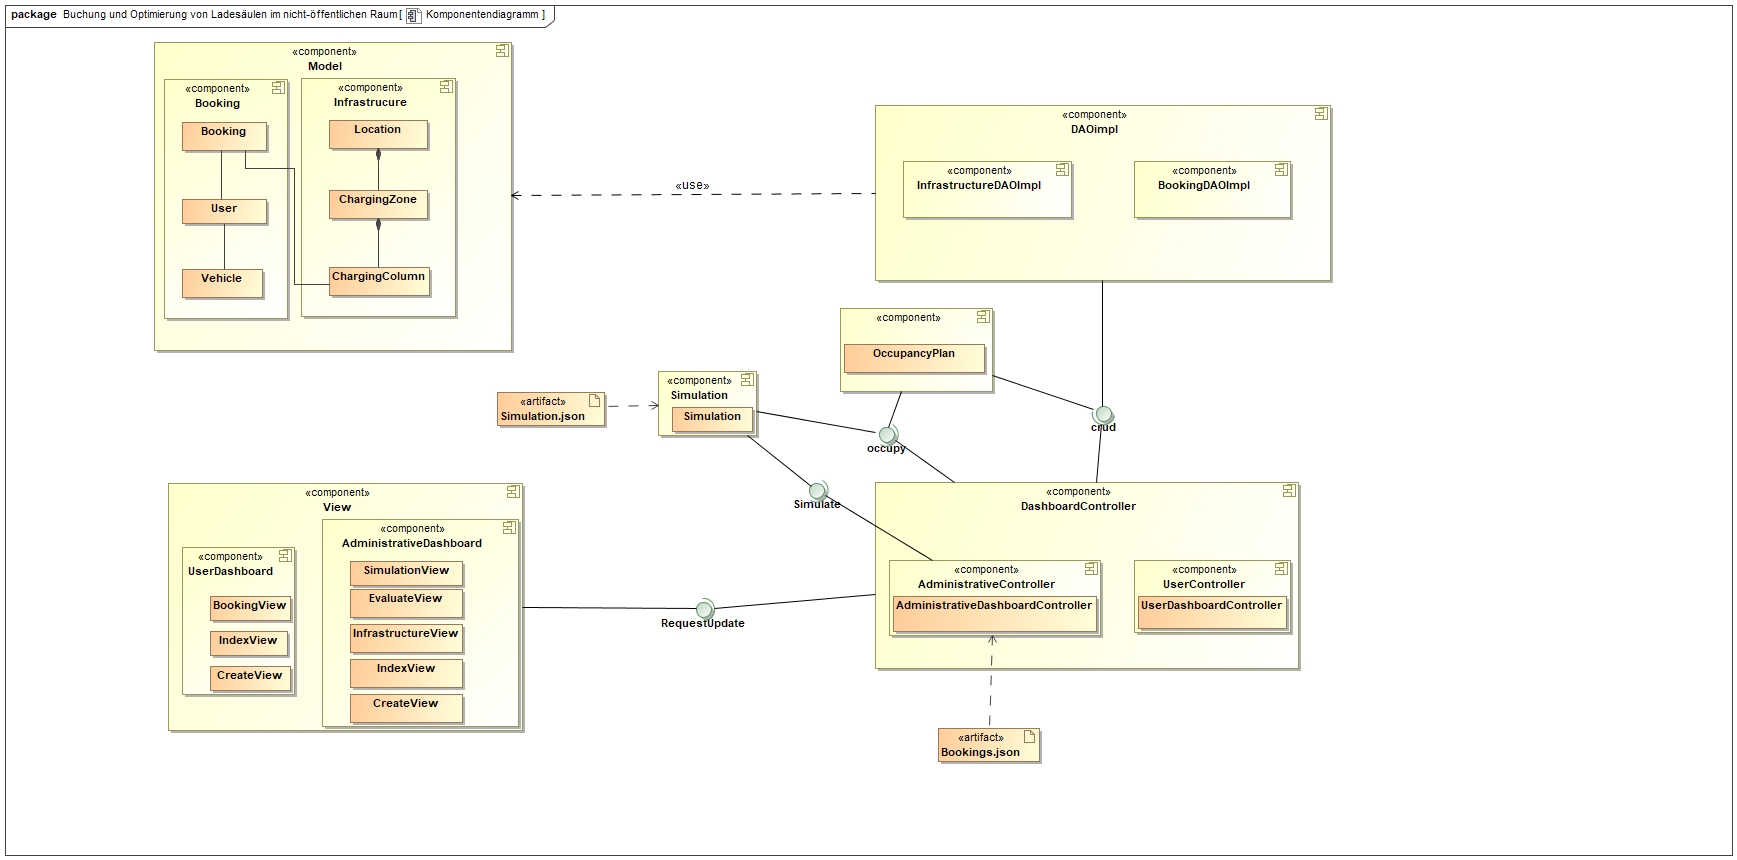 package Buchung und Optimierung von Ladesäulen im nicht-öffentlichen Raum [ Komponentendiagramm ]
«component»
Model
«component»
Booking
Booking
User
Vehicle
«component»
Infrastrucure
Location
ChargingZone
ChargingColumn
«use»
«component»
DAOimpl
«component»
InfrastructureDAOImpl
«component»
BookingDAOImpl
«component»
OccupancyPlan
«artifact»
Simulation.json
«component»
Simulation
Simulation
occupy
crud
Simulate
«component»
View
«component»
UserDashboard
BookingView
IndexView
CreateView
«component»
AdministrativeDashboard
SimulationView
EvaluateView
InfrastructureView
IndexView
CreateView
RequestUpdate
«component»
DashboardController
«component»
AdministrativeController
AdministrativeDashboardController
«component»
UserController
UserDashboardController
«artifact»
Bookings.json